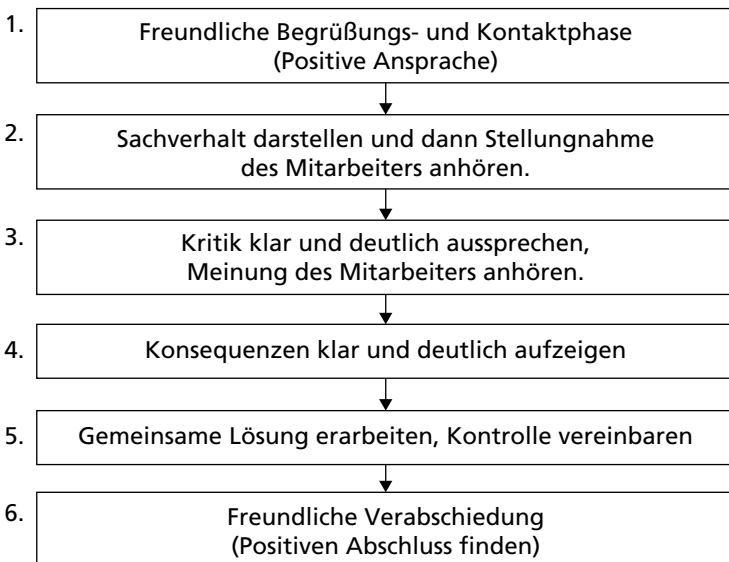 1. Freundliche Begrüßungs- und Kontaktphase
(Positive Ansprache)
2. Sachverhalt darstellen und dann Stellungnahme
des Mitarbeiters anhören.
3. Kritik klar und deutlich aussprechen,
Meinung des Mitarbeiters anhören.
4. Konsequenzen klar und deutlich aufzeigen
5. Gemeinsame Lösung erarbeiten, Kontrolle vereinbaren
6. Freundliche Verabschiedung
(Positiven Abschluss finden)